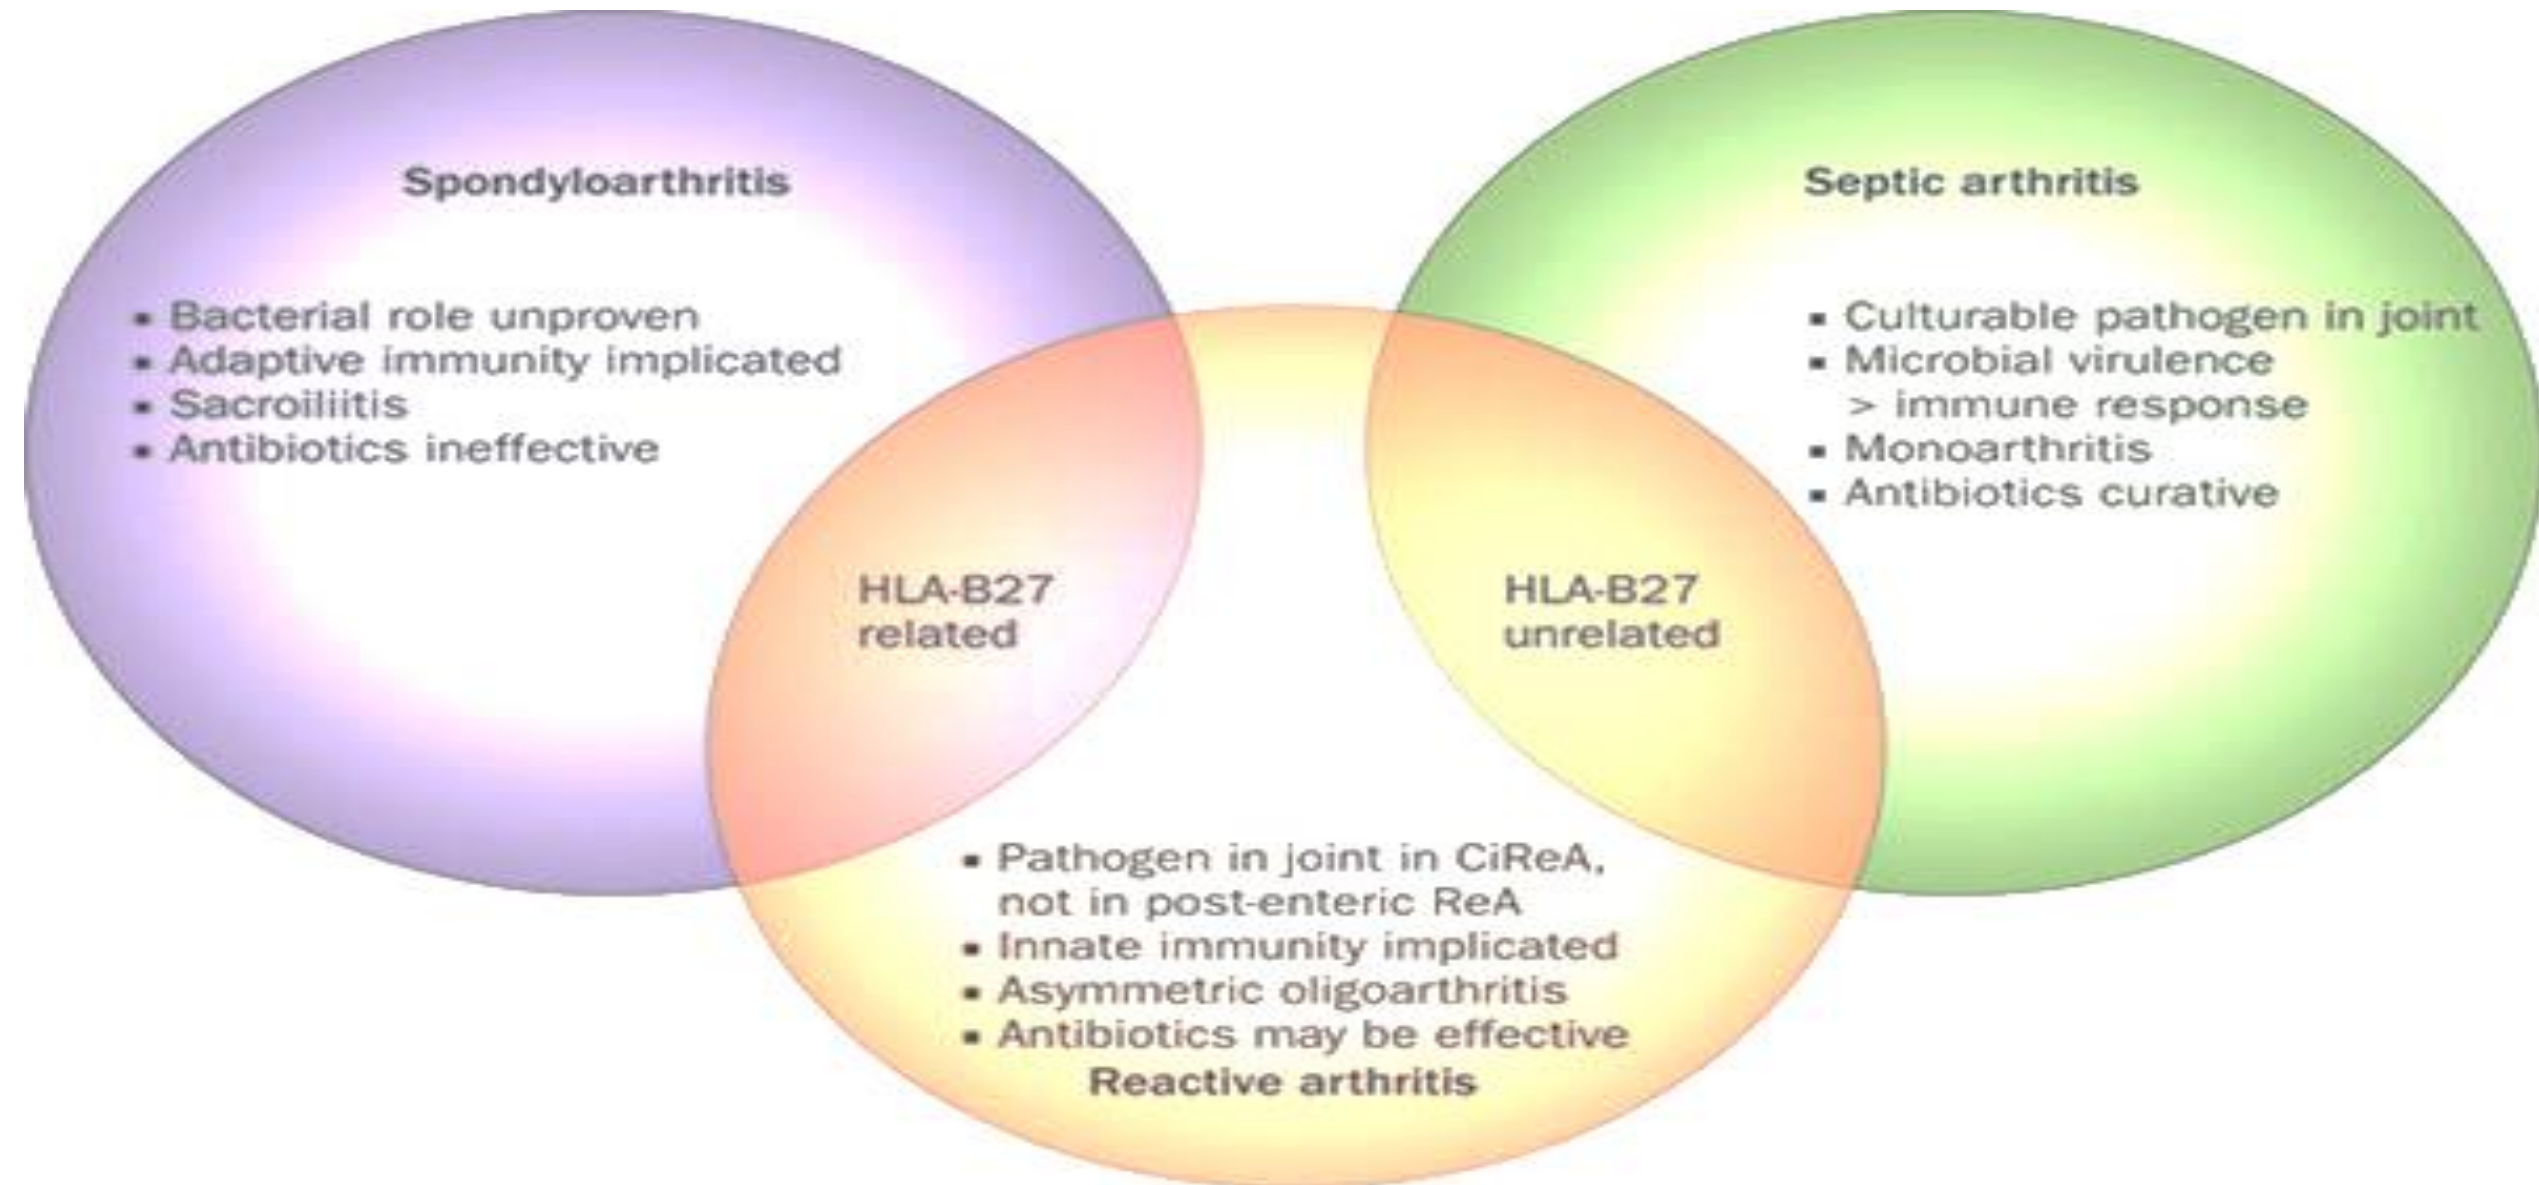 Spondyloarthritis
▪ Bacterial role unproven
▪ Adaptive immunity implicated
▪ Sacroiliitis
▪ Antibiotics ineffective
Septic arthritis
▪ Culturable pathogen in joint
▪ Microbial virulence
> immune response
▪ Monoarthritis
▪ Antibiotics curative
HLA-B27
related
HLA-B27
unrelated
▪ Pathogen in joint in CiReA,
not in post-enteric ReA
▪ Innate immunity implicated
▪ Asymmetric oligoarthritis
▪ Antibiotics may be effective
Reactive arthritis